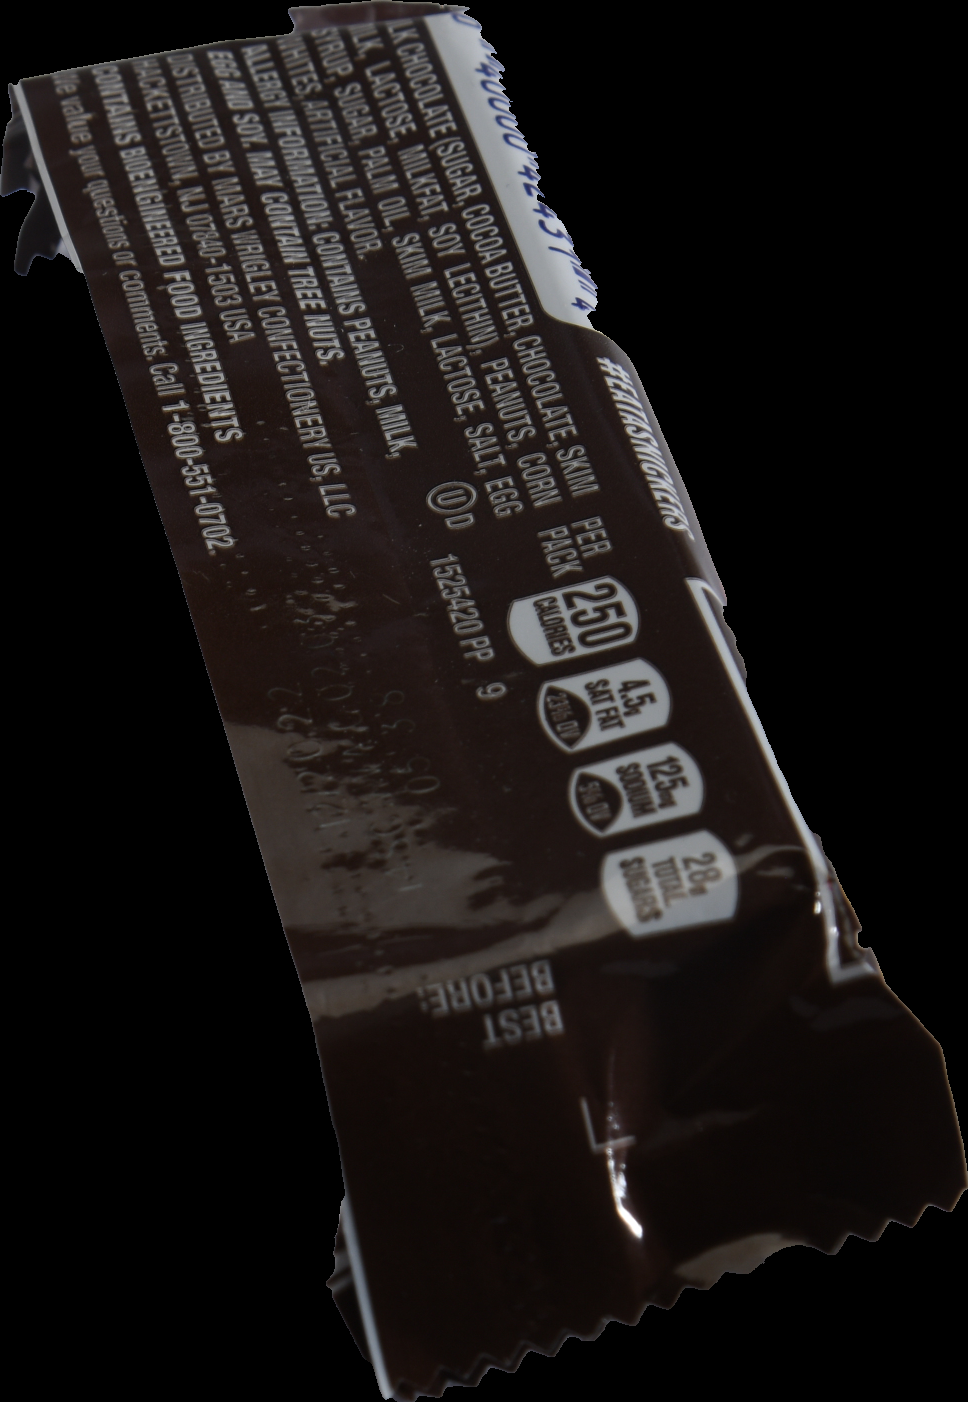 LK CHOCOLATE (SUGAR, COCOA BUTTER, CHOCOLATE, SKIM
MILK, LACTOSE, MILKFAT, SOY LECITHIN), PEANUTS, CORN
SYRUP, SUGAR, PALM OIL, SKIM MILK, LACTOSE, SALT, EGG
WHITES, ARTIFICIAL FLAVOR.
ALLERGY INFORMATION: CONTAINS PEANUTS, MILK,
EGG AND SOY. MAY CONTAIN TREE NUTS.
DISTRIBUTED BY MARS WRIGLEY CONFECTIONERY US, LLC
HACKETTSTOWN, NJ 07840-1503 USA
CONTAINS BIOENGINEERED FOOD INGREDIENTS
We value your questions or comments. Call 1-800-551-0702.
#EATASNICKERS
U D
1525420 PP 9
PER
PACK
250
CALORIES
4.5g
SAT FAT
23% DV
125mg
SODIUM
5% DV
28g
TOTAL
SUGARS
BEST
BEFORE: